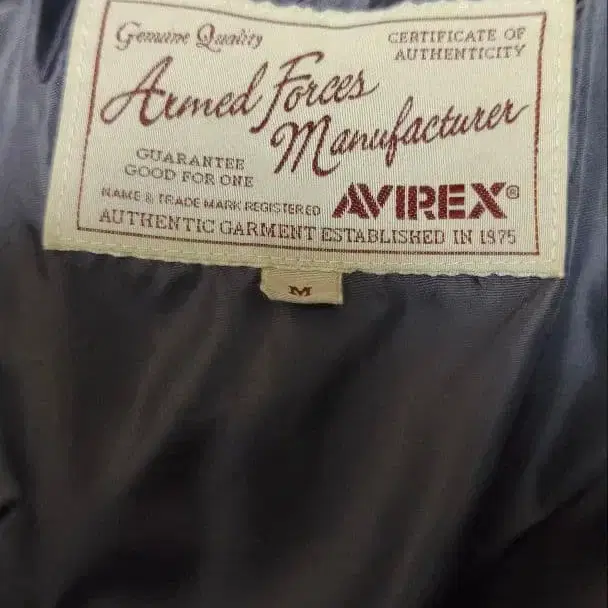 Genuine Quality
CERTIFICATE OF
AUTHENTICITY
Armed Forces
Manufacturer
GUARANTEE
GOOD FOR ONE
NAME & TRADE MARK REGISTERED
AVIREX®
AUTHENTIC GARMENT ESTABLISHED IN 1975
M